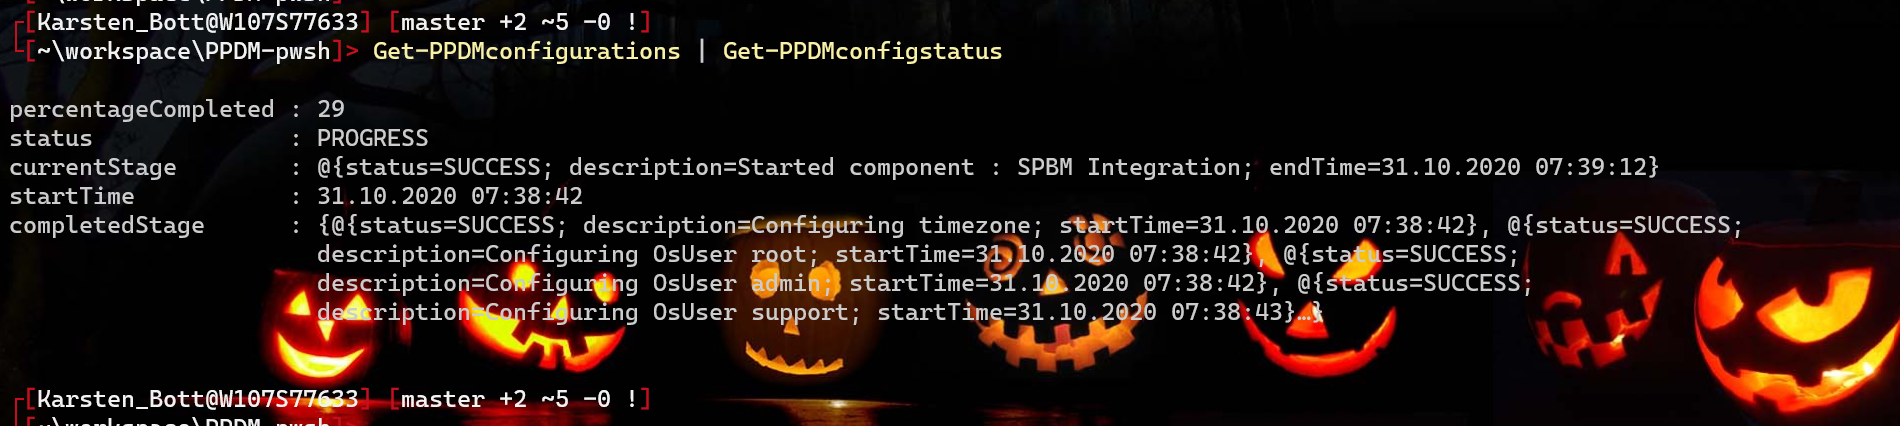 [Karsten_Bott@W107S77633] [master +2 ~5 -0 !]
[~\workspace\PPDM-pwsh]> Get-PPDMconfigurations | Get-PPDMconfigstatus
percentageCompleted : 29
status : PROGRESS
currentStage : @{status=SUCCESS; description=Started component : SPBM Integration; endTime=31.10.2020 07:39:12}
startTime : 31.10.2020 07:38:42
completedStage : {@{status=SUCCESS; description=Configuring timezone; startTime=31.10.2020 07:38:42}, @{status=SUCCESS;
description=Configuring OsUser root; startTime=31.10.2020 07:38:42}, @{status=SUCCESS;
description=Configuring OsUser admin; startTime=31.10.2020 07:38:42}, @{status=SUCCESS;
description=Configuring OsUser support; startTime=31.10.2020 07:38:43}…}
[Karsten_Bott@W107S77633] [master +2 ~5 -0 !]
[~\workspace\PPDM-pwsh]>